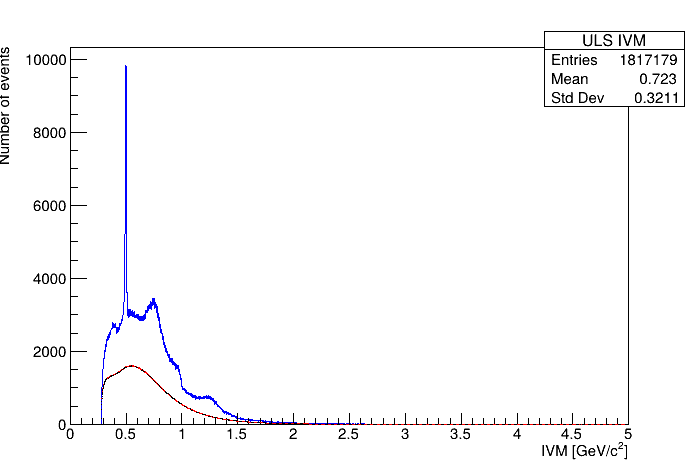 ULS IVM
Entries 1817179
Mean 0.723
Std Dev 0.3211
Number of events
10000
8000
6000
4000
2000
0
0 0.5 1 1.5 2 2.5 3 3.5 4 4.5 5
IVM [GeV/c²]